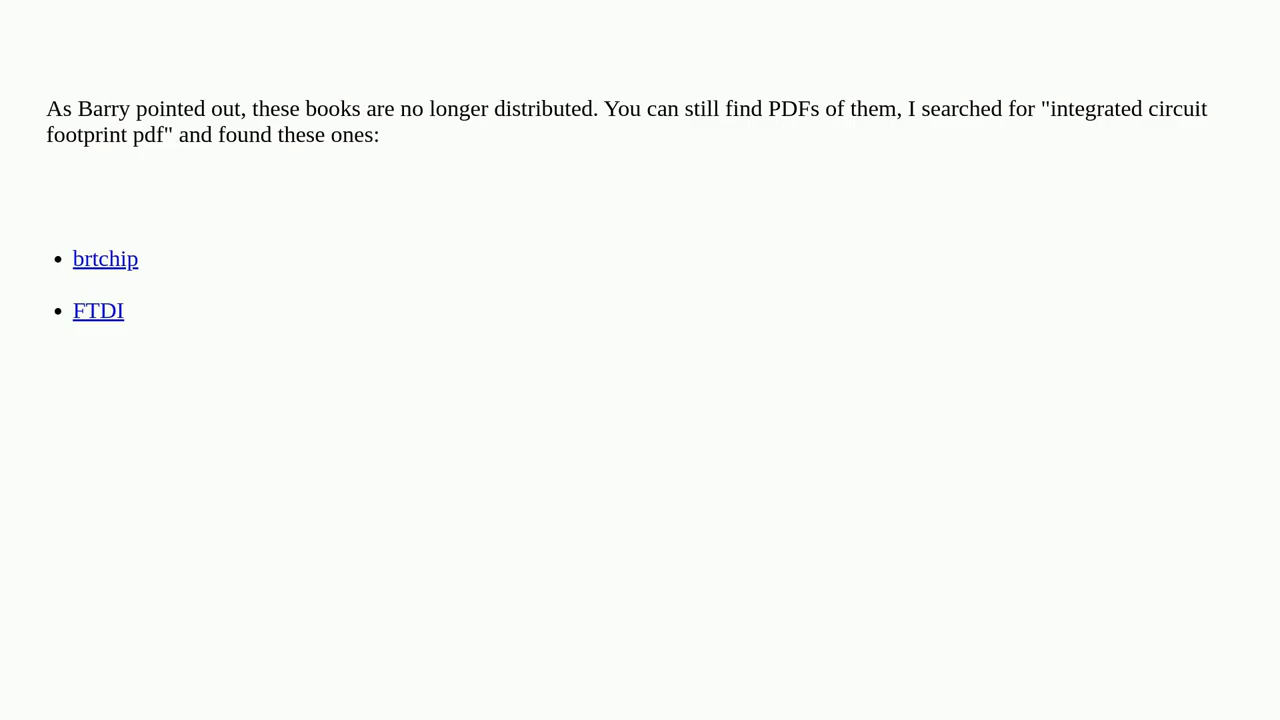 As Barry pointed out, these books are no longer distributed. You can still find PDFs of them, I searched for "integrated circuit
footprint pdf" and found these ones:
brtchip
FTDI